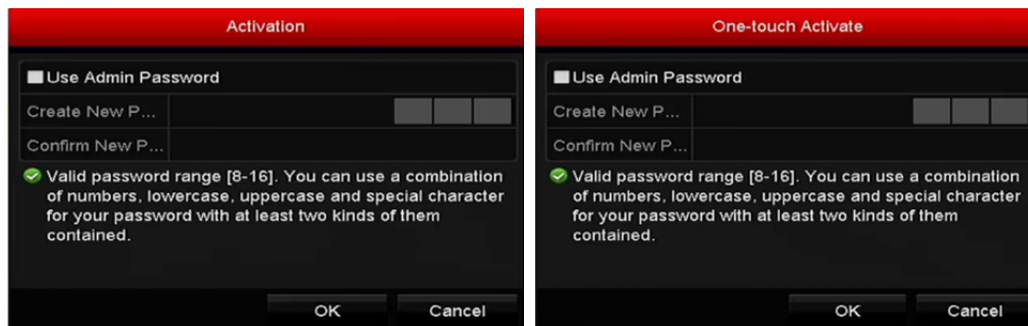 Activation
Use Admin Password
Create New P...
Confirm New P...
Valid password range [8-16]. You can use a combination
of numbers, lowercase, uppercase and special character
for your password with at least two kinds of them
contained.
OK Cancel
One-touch Activate
Use Admin Password
Create New P...
Confirm New P...
Valid password range [8-16]. You can use a combination
of numbers, lowercase, uppercase and special character
for your password with at least two kinds of them
contained.
OK Cancel